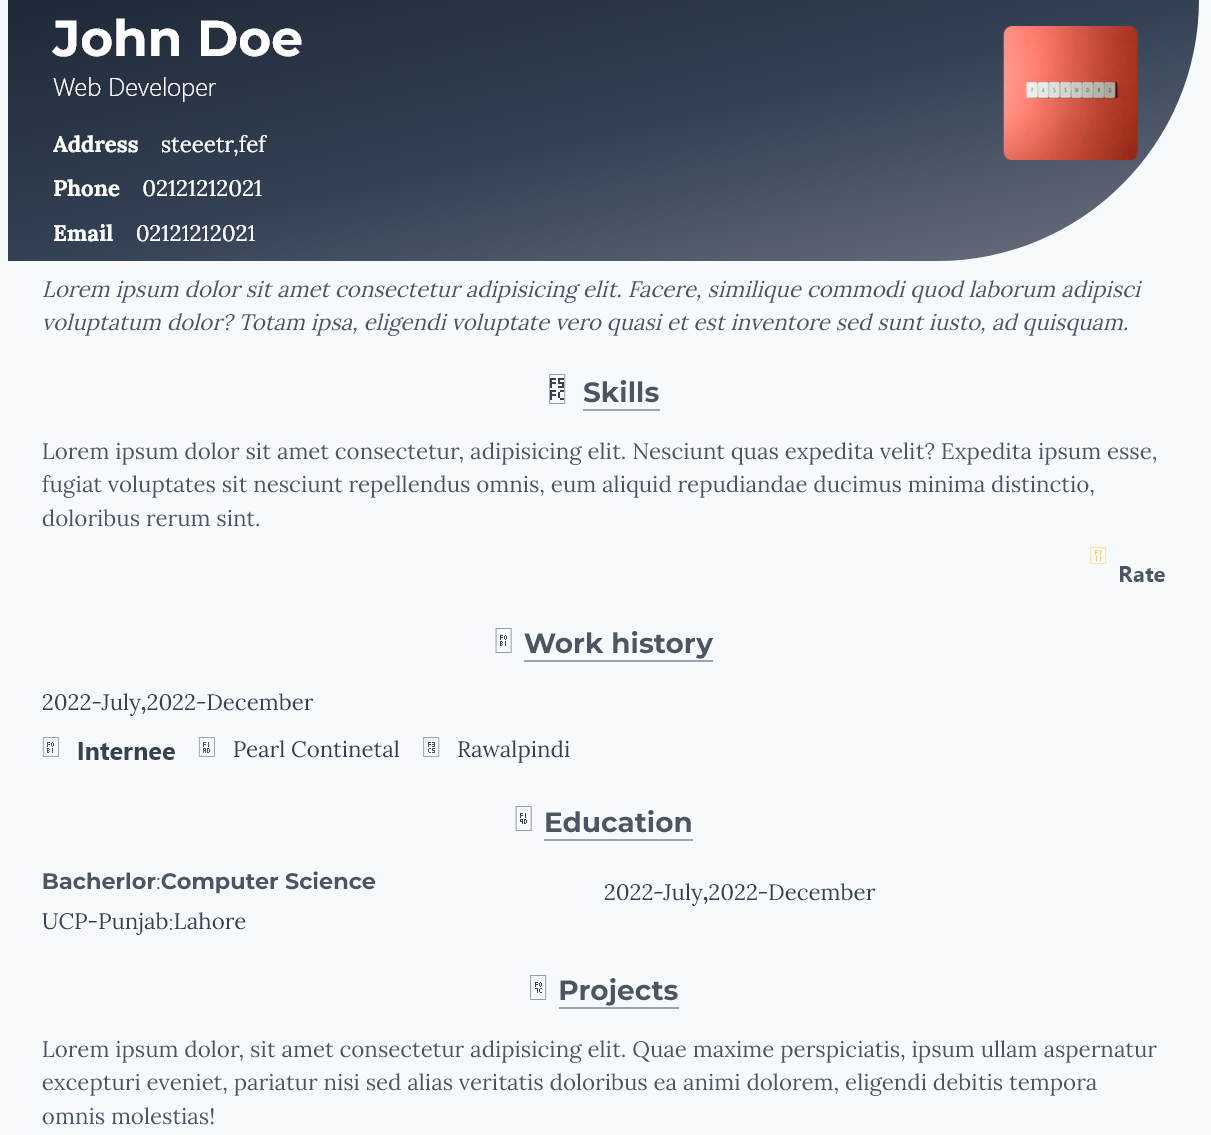 John Doe
Web Developer
Address steeetr,fef
Phone 02121212021
Email 02121212021
PASSWORD
Lorem ipsum dolor sit amet consectetur adipisicing elit. Facere, similique commodi quod laborum adipisci
voluptatum dolor? Totam ipsa, eligendi voluptate vero quasi et est inventore sed sunt iusto, ad quisquam.
Skills
Lorem ipsum dolor sit amet consectetur, adipisicing elit. Nesciunt quas expedita velit? Expedita ipsum esse,
fugiat voluptates sit nesciunt repellendus omnis, eum aliquid repudiandae ducimus minima distinctio,
doloribus rerum sint.
Rate
Work history
2022-July,2022-December
Internee Pearl Continetal Rawalpindi
Education
Bacherlor:Computer Science
2022-July,2022-December
UCP-Punjab:Lahore
Projects
Lorem ipsum dolor, sit amet consectetur adipisicing elit. Quae maxime perspiciatis, ipsum ullam aspernatur
excepturi eveniet, pariatur nisi sed alias veritatis doloribus ea animi dolorem, eligendi debitis tempora
omnis molestias!